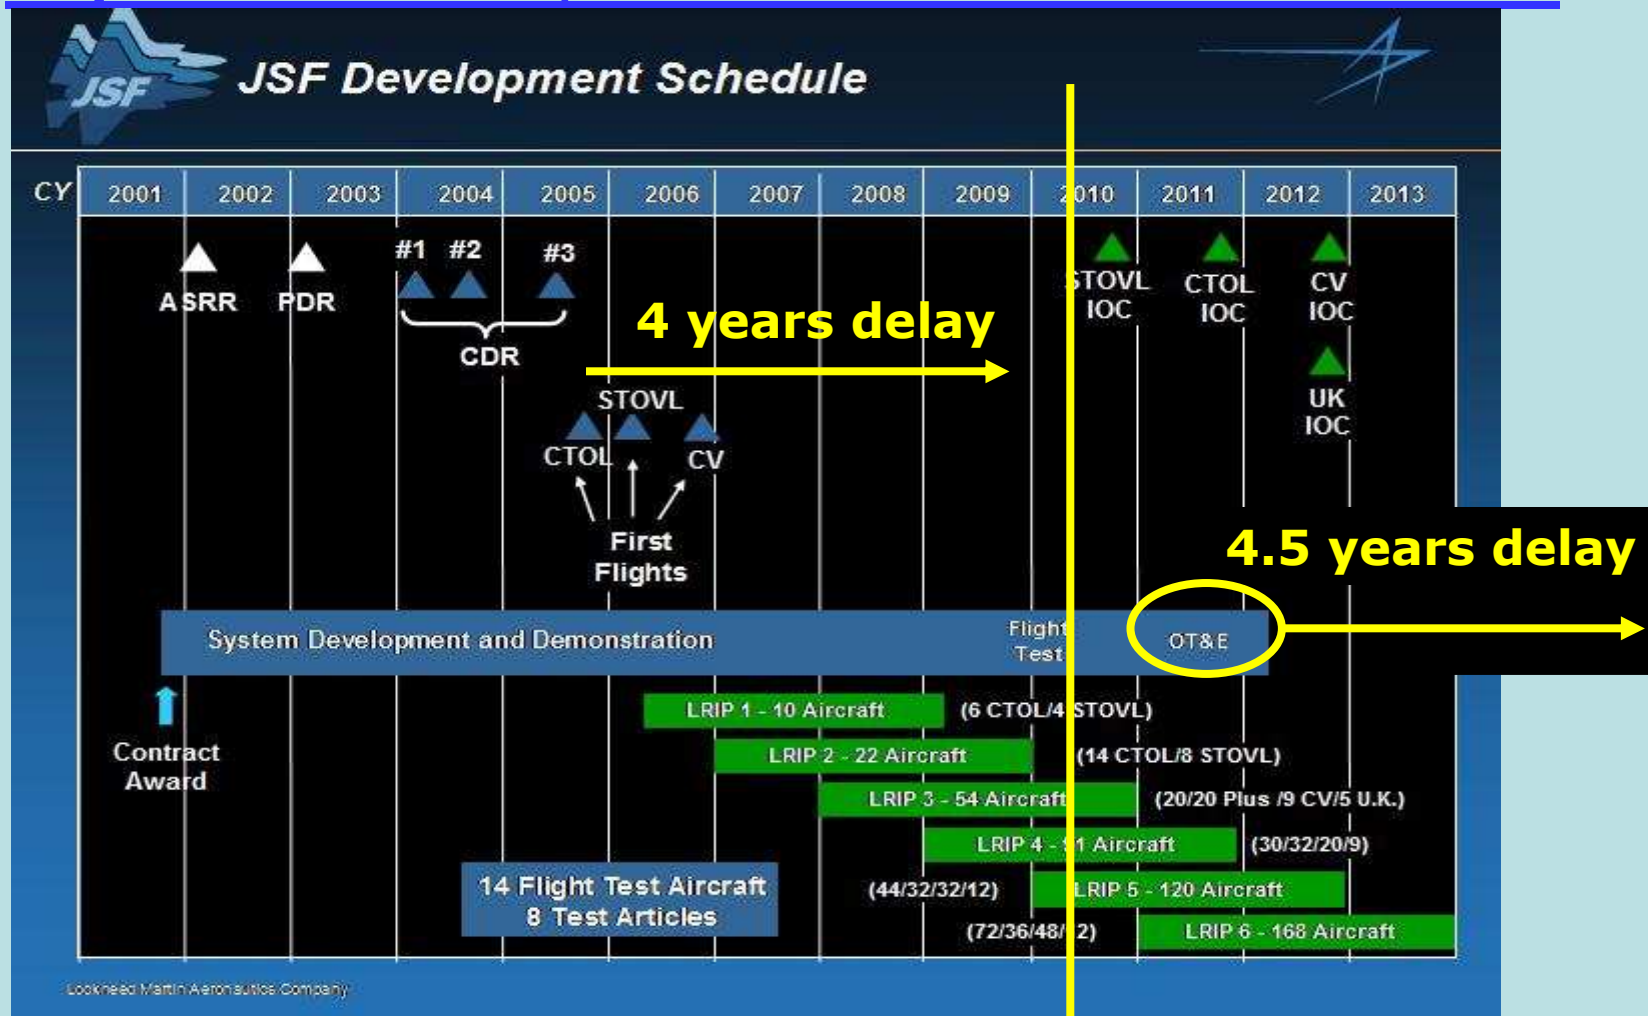 JSF
JSF Development Schedule
CY 2001 2002 2003 2004 2005 2006 2007 2008 2009 2010 2011 2012 2013
#1 #2 #3
ASRR PDR
CDR
STOVL
IOC
CTOL
IOC
CV
IOC
UK
IOC
4 years delay
STOVL
CTOL CV
First
Flights
4.5 years delay
System Development and Demonstration
Flight
Test
OT&E
Contract
Award
LRIP 1 - 10 Aircraft (6 CTOL/4 STOVL)
LRIP 2 - 22 Aircraft (14 CTOL/8 STOVL)
LRIP 3 - 54 Aircraft (20/20 Plus /9 CV/5 U.K.)
LRIP 4 - 91 Aircraft (30/32/20/9)
14 Flight Test Aircraft
8 Test Articles
(44/32/32/12) LRIP 5 - 120 Aircraft
(72/36/48/12) LRIP 6 - 168 Aircraft
Lockheed Martin Aeronautics Company